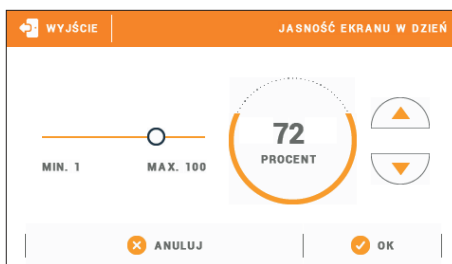 WYJŚCIE
JASNOŚĆ EKRANU W DZIEŃ
72
PROCENT
MIN. 1
MAX. 100
ANULUJ
OK